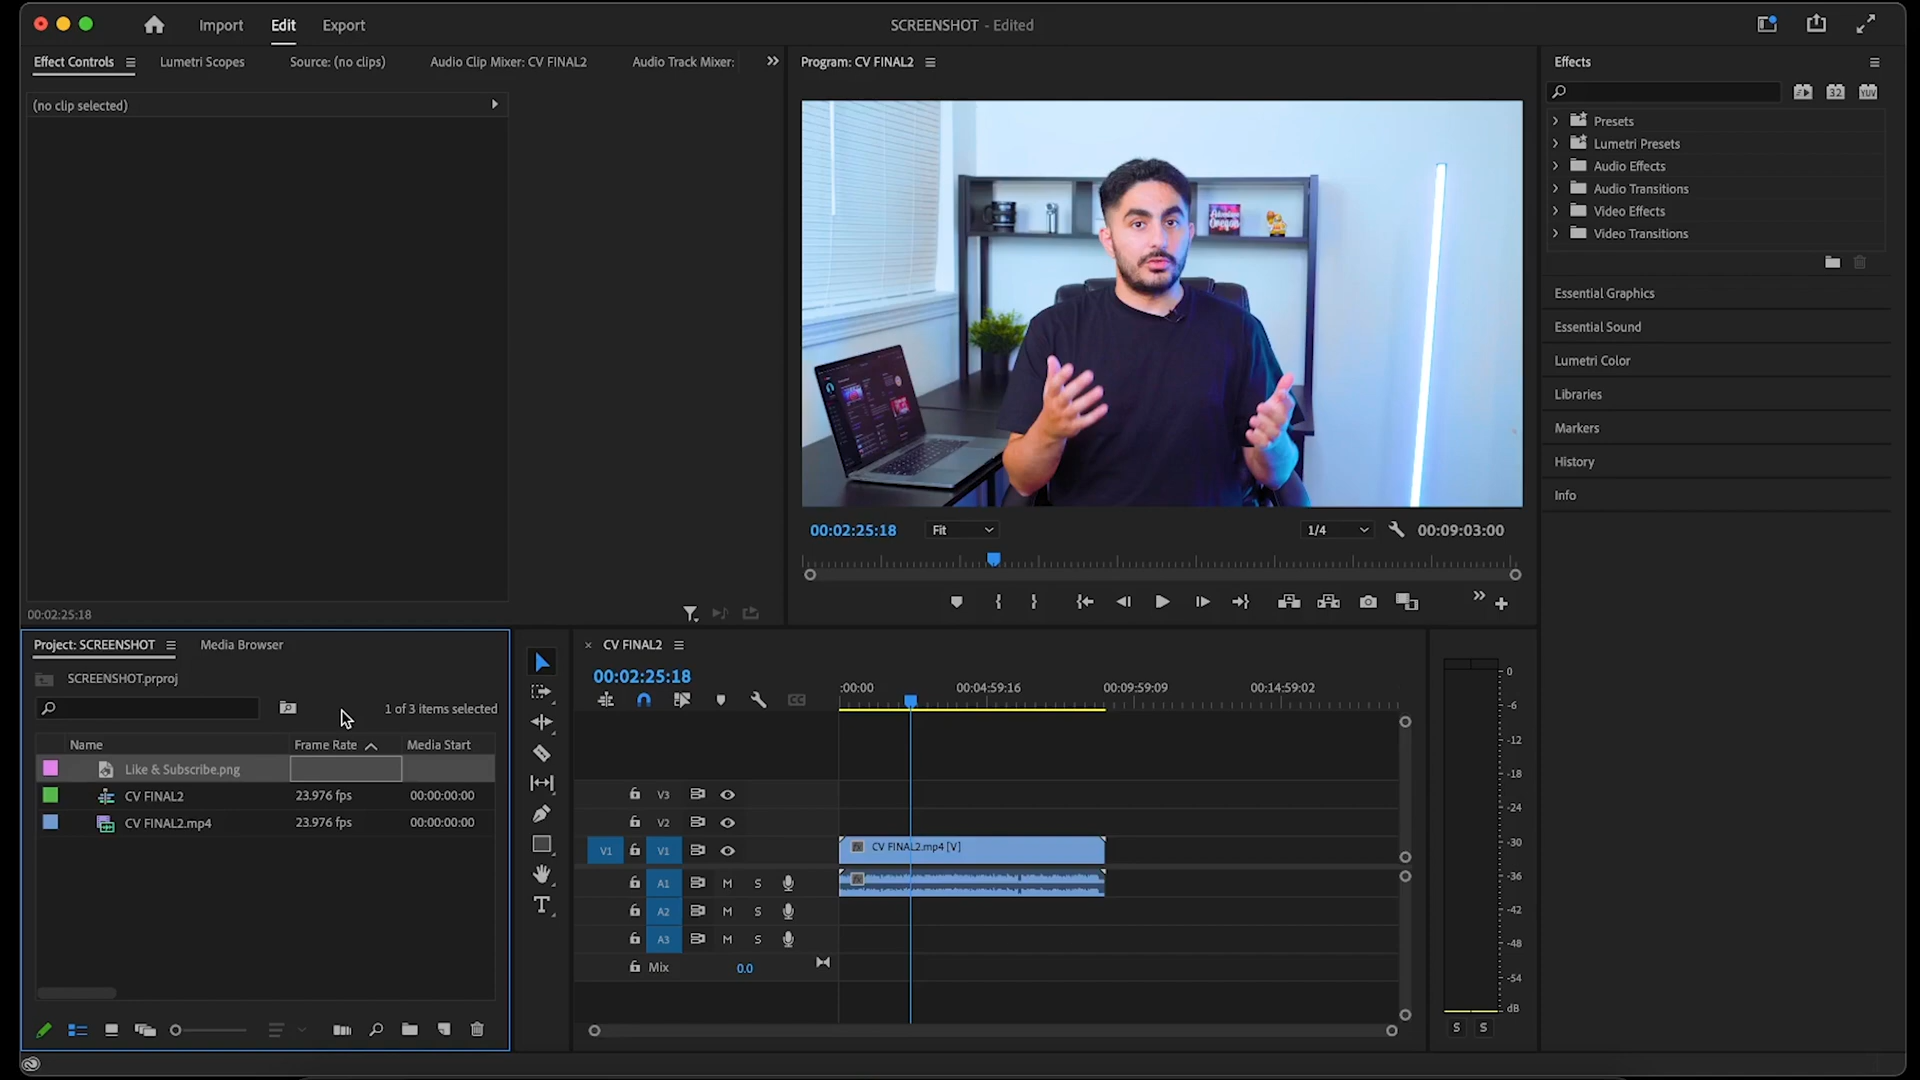 Import Edit Export SCREENSHOT - Edited
Effect Controls Lumetri Scopes Source: (no clips) Audio Clip Mixer: CV FINAL2 Audio Track Mixer:
(no clip selected)
00:02:25:18
Program: CV FINAL2
Adventure
Oregon
00:02:25:18 Fit 1/4 00:09:03:00
Effects
32 YUV
Presets
Lumetri Presets
Audio Effects
Audio Transitions
Video Effects
Video Transitions
Essential Graphics
Essential Sound
Lumetri Color
Libraries
Markers
History
Info
Project: SCREENSHOT Media Browser
SCREENSHOT.prproj
1 of 3 items selected
Name Frame Rate Media Start
Like & Subscribe.png
CV FINAL2 23.976 fps 00:00:00:00
CV FINAL2.mp4 23.976 fps 00:00:00:00
T
× CV FINAL2
00:02:25:18
:00:00 00:04:59:16 00:09:59:09 00:14:59:02
CC
V3
V2
V1 V1 fx CV FINAL2.mp4 [V]
A1 M S fx
A2 M S
A3 M S
Mix 0.0
0
-6
-12
-18
-24
-30
-36
-42
-48
-54
dB
S S